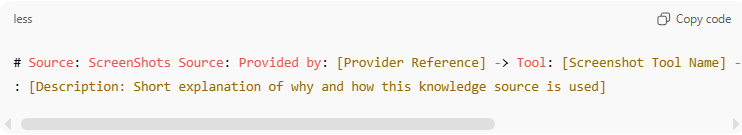 less
Copy code
# Source: ScreenShots Source: Provided by: [Provider Reference] -> Tool: [Screenshot Tool Name] -
: [Description: Short explanation of why and how this knowledge source is used]